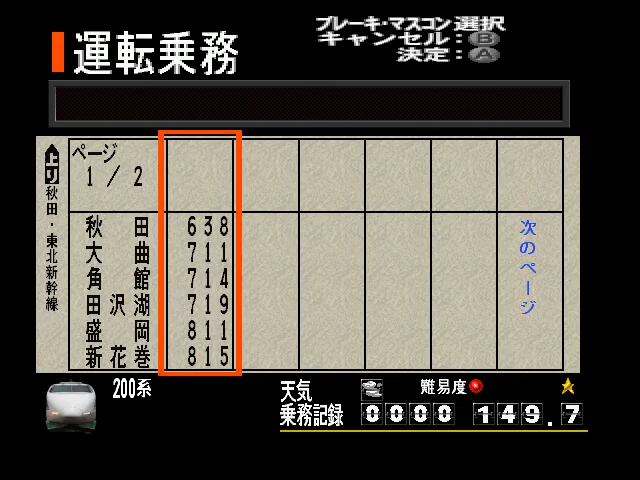 運転乗務
ブレーキ・マスコン選択
キャンセル:B
決定:A
上り
秋田・東北新幹線
ページ
1 / 2
秋田 638
大曲 711
角館 714
田沢湖 719
盛岡 811
新花巻 815
次のページ
200系
天気
難易度
乗務記録 0000 149.7